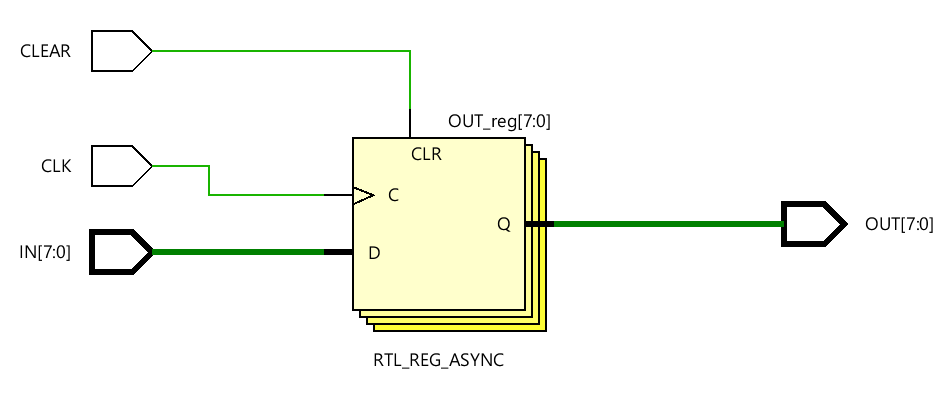 CLEAR
OUT_reg[7:0]
CLR
CLK
C
Q
OUT[7:0]
IN[7:0]
D
RTL_REG_ASYNC